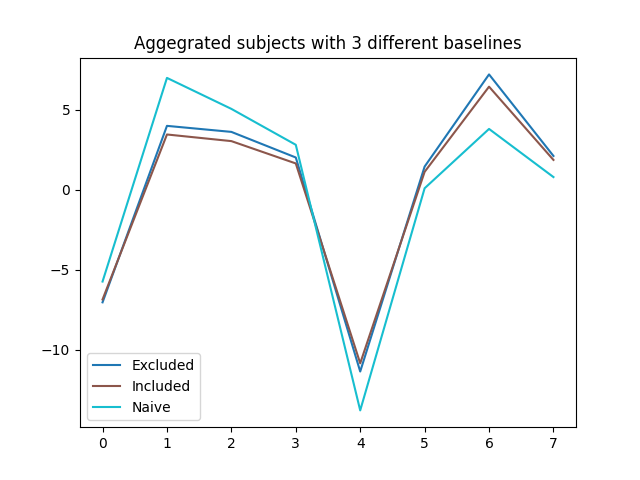 Aggegrated subjects with 3 different baselines
5
0
−5
−10
Excluded
Included
Naive
0 1 2 3 4 5 6 7